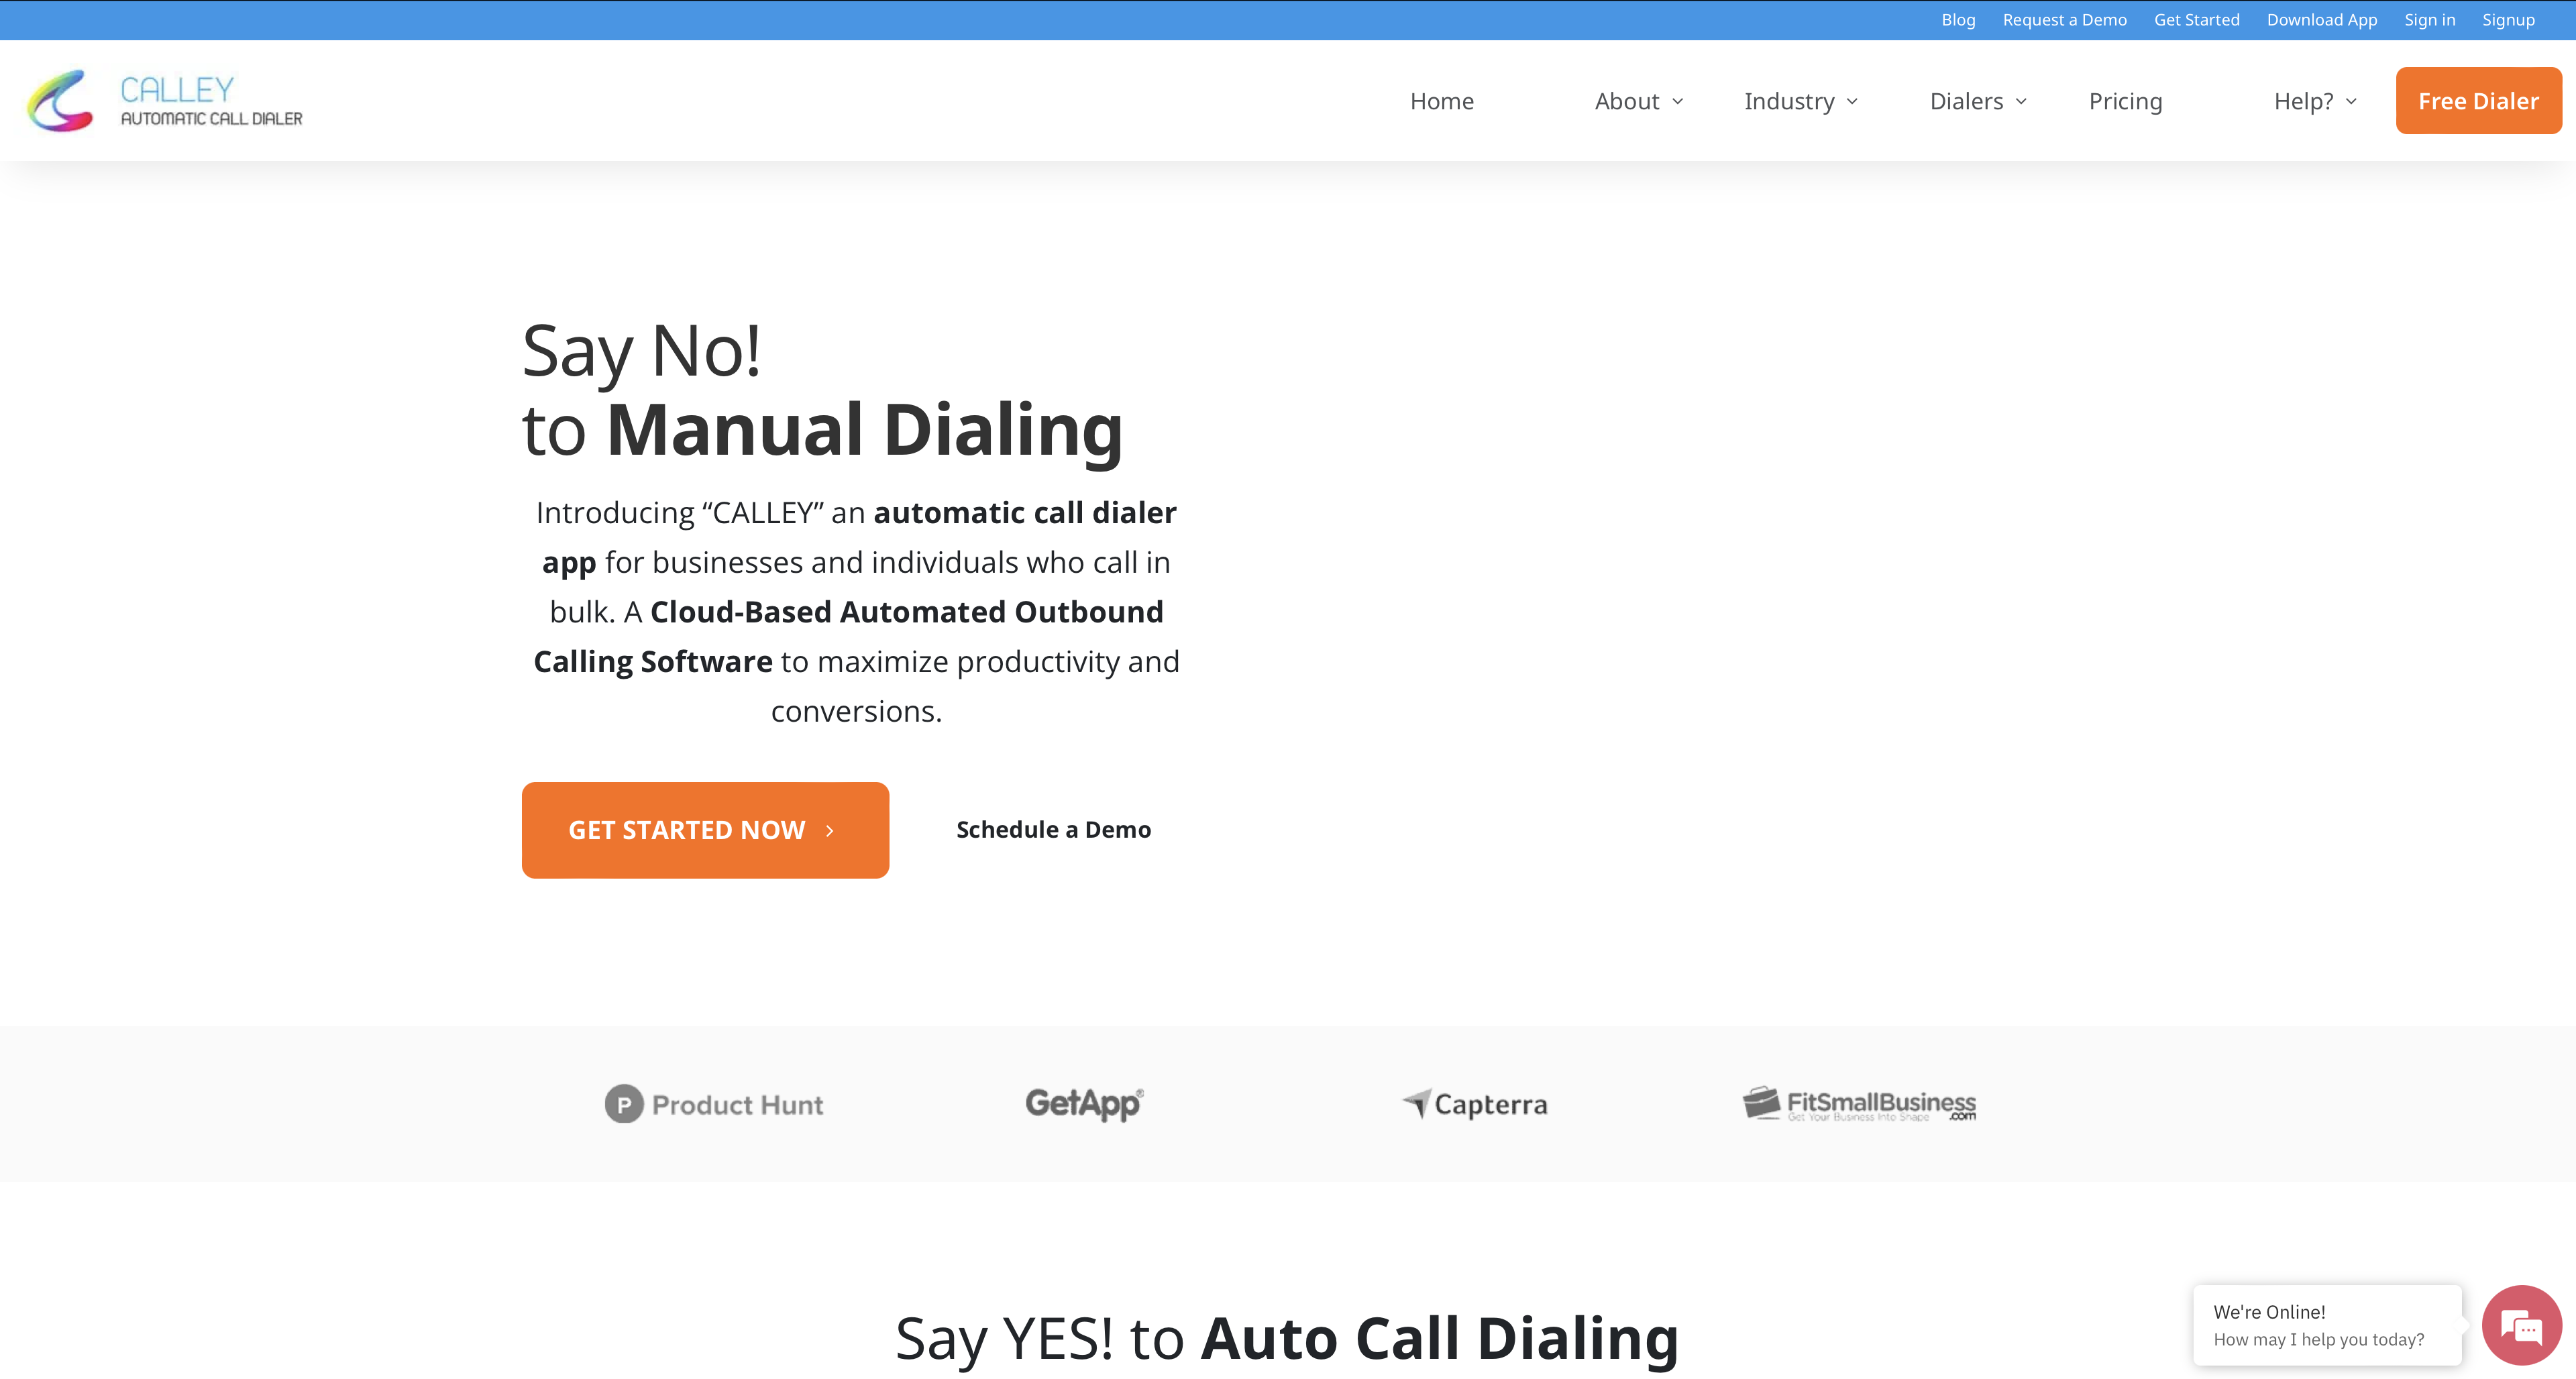 Blog Request a Demo Get Started Download App Sign in Signup
CALLEY
AUTOMATIC CALL DIALER
Home About Industry Dialers Pricing Help? Free Dialer
Say No!
to Manual Dialing
Introducing “CALLEY” an automatic call dialer
app for businesses and individuals who call in
bulk. A Cloud-Based Automated Outbound
Calling Software to maximize productivity and
conversions.
GET STARTED NOW Schedule a Demo
P Product Hunt GetApp® Capterra FitSmallBusiness
Get Your Business Into Shape .com
Say YES! to Auto Call Dialing
We're Online!
How may I help you today?